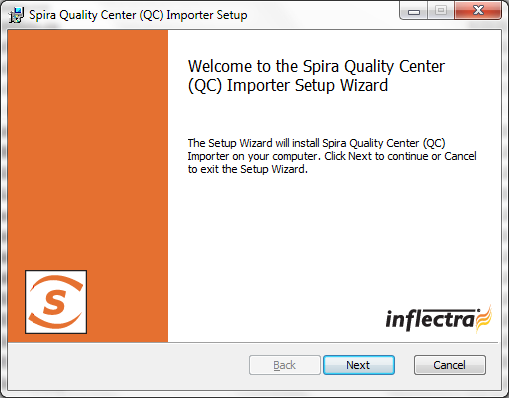 Spira Quality Center (QC) Importer Setup
Welcome to the Spira Quality Center
(QC) Importer Setup Wizard
The Setup Wizard will install Spira Quality Center (QC)
Importer on your computer. Click Next to continue or Cancel
to exit the Setup Wizard.
S
inflectra
Back
Next
Cancel